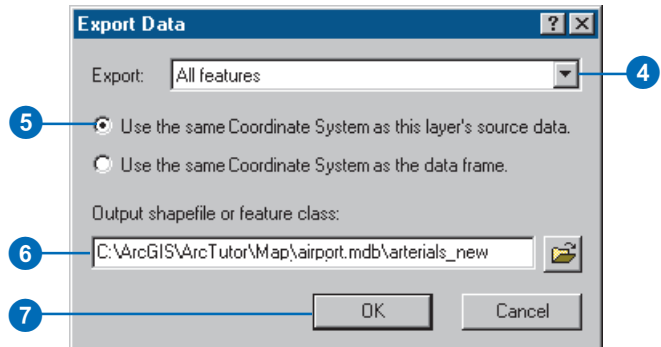 Export Data
Export: All features 4
5 Use the same Coordinate System as this layer's source data.
Use the same Coordinate System as the data frame.
Output shapefile or feature class:
6 C:\ArcGIS\ArcTutor\Map\airport.mdb\arterials_new
7 OK Cancel